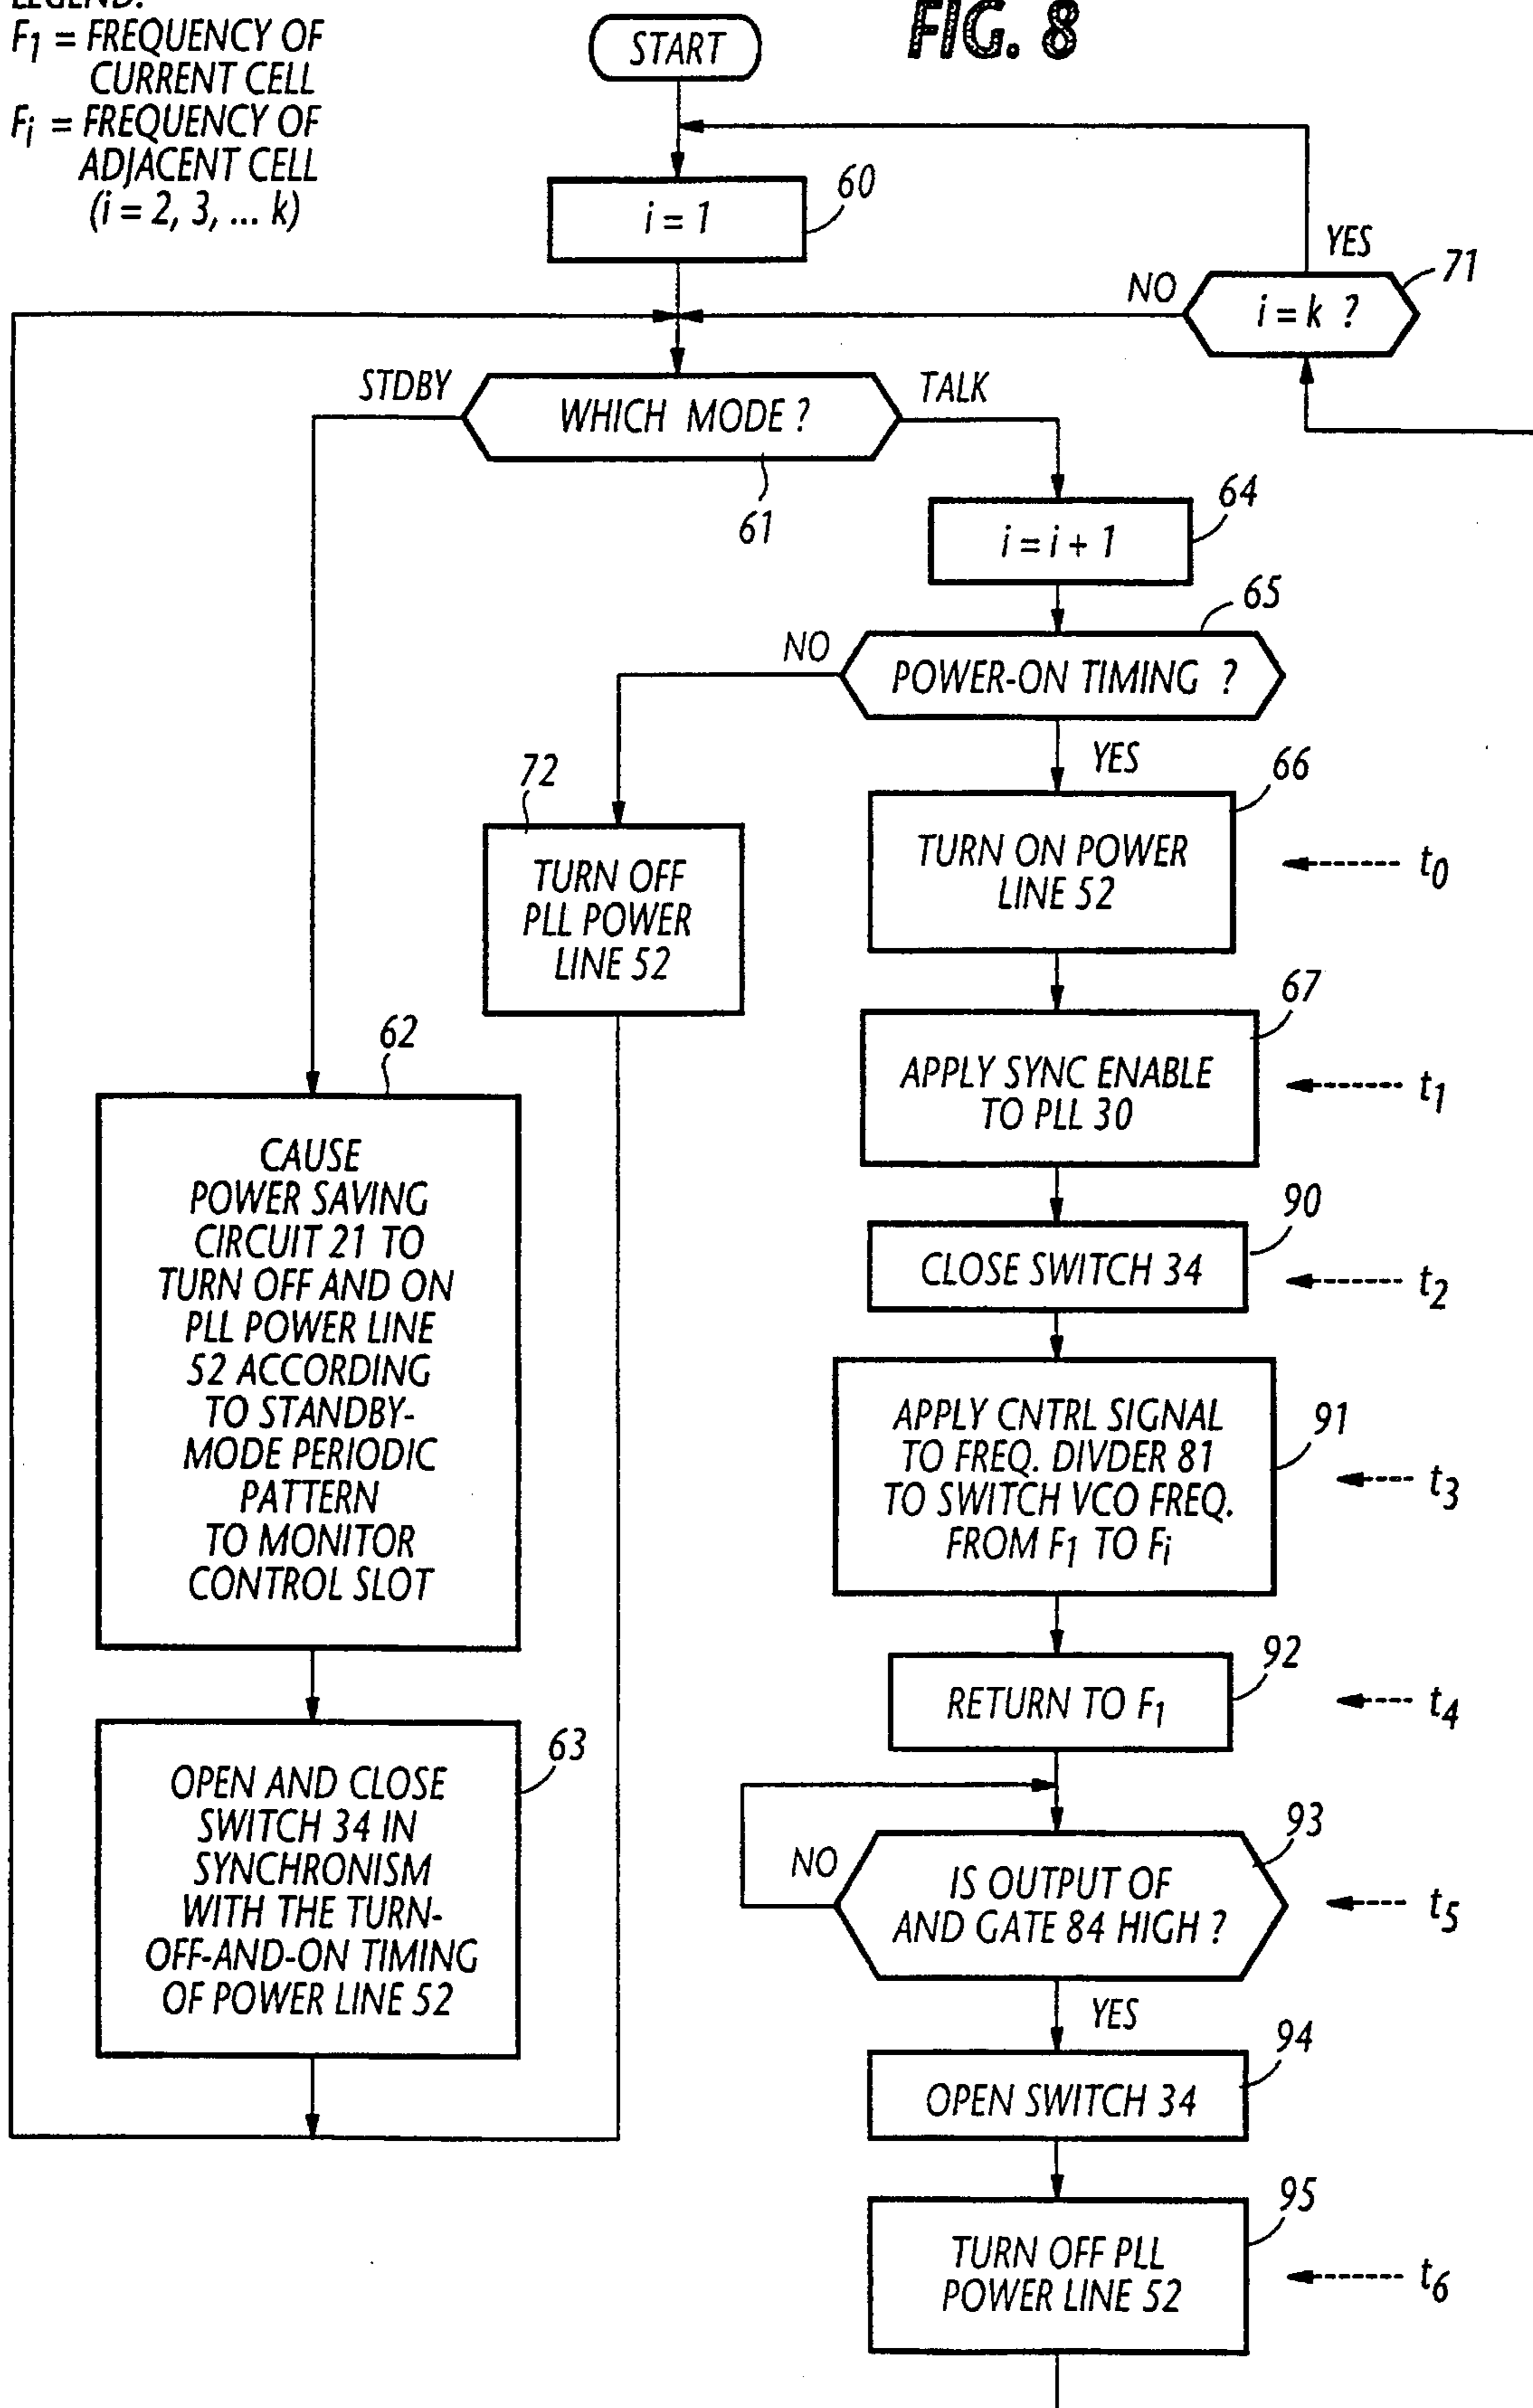 LEGEND:
F1 = FREQUENCY OF
CURRENT CELL
Fi = FREQUENCY OF
ADJACENT CELL
(i = 2, 3, ... k)
FIG. 8
START
i = 1
60
YES
NO
i = k ?
71
STDBY
WHICH MODE ?
TALK
61
i = i + 1
64
65
NO
POWER-ON TIMING ?
YES
72
TURN OFF
PLL POWER
LINE 52
66
TURN ON POWER
LINE 52
t0
67
APPLY SYNC ENABLE
TO PLL 30
t1
62
CAUSE
POWER SAVING
CIRCUIT 21 TO
TURN OFF AND ON
PLL POWER LINE
52 ACCORDING
TO STANDBY-
MODE PERIODIC
PATTERN
TO MONITOR
CONTROL SLOT
90
CLOSE SWITCH 34
t2
91
APPLY CNTRL SIGNAL
TO FREQ. DIVDER 81
TO SWITCH VCO FREQ.
FROM F1 TO Fi
t3
92
RETURN TO F1
t4
63
OPEN AND CLOSE
SWITCH 34 IN
SYNCHRONISM
WITH THE TURN-
OFF-AND-ON TIMING
OF POWER LINE 52
93
NO
IS OUTPUT OF
AND GATE 84 HIGH ?
t5
YES
94
OPEN SWITCH 34
95
TURN OFF PLL
POWER LINE 52
t6